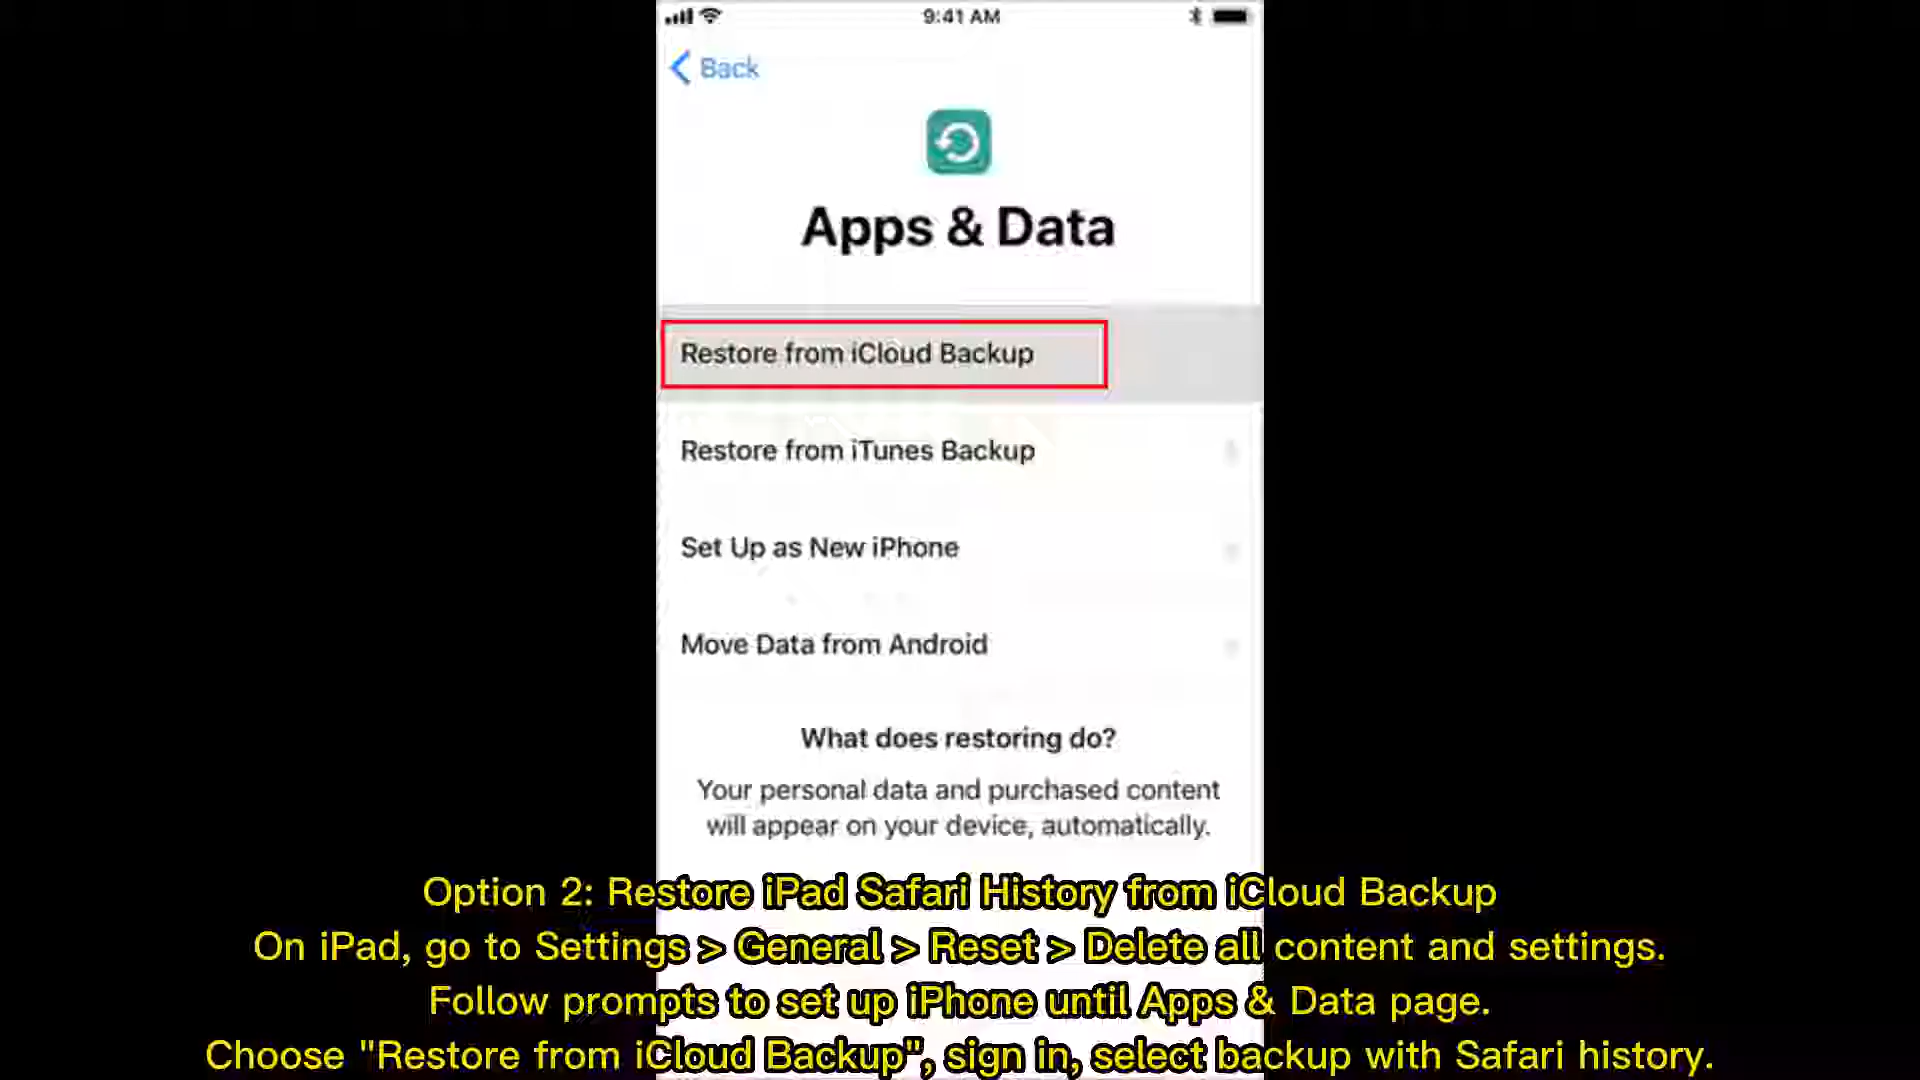 9:41 AM
Back
Apps & Data
Restore from iCloud Backup
Restore from iTunes Backup
Set Up as New iPhone
Move Data from Android
What does restoring do?
Your personal data and purchased content
will appear on your device, automatically.
Option 2: Restore iPad Safari History from iCloud Backup
On iPad, go to Settings > General > Reset > Delete all content and settings.
Follow prompts to set up iPhone until Apps & Data page.
Choose "Restore from iCloud Backup", sign in, select backup with Safari history.